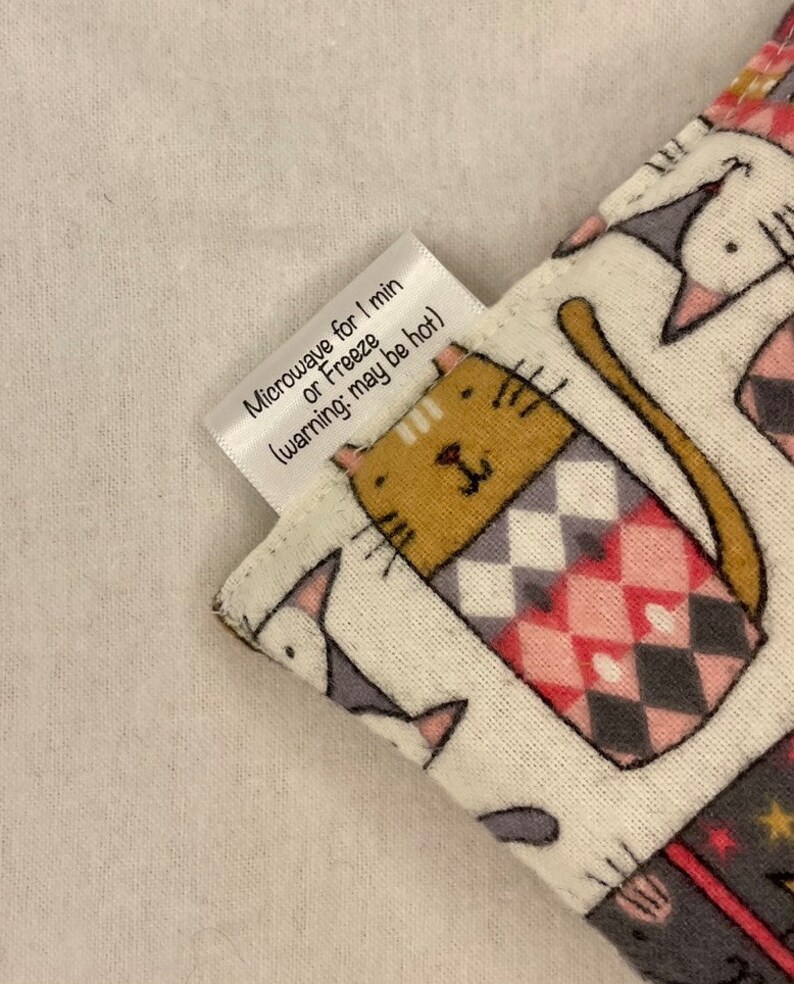 Microwave for 1 min
or Freeze
(warning: may be hot)